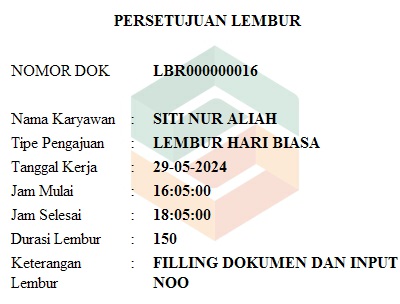 PERSETUJUAN LEMBUR
NOMOR DOK LBR000000016
Nama Karyawan : SITI NUR ALIAH
Tipe Pengajuan : LEMBUR HARI BIASA
Tanggal Kerja : 29-05-2024
Jam Mulai : 16:05:00
Jam Selesai : 18:05:00
Durasi Lembur : 150
Keterangan : FILLING DOKUMEN DAN INPUT
Lembur NOO